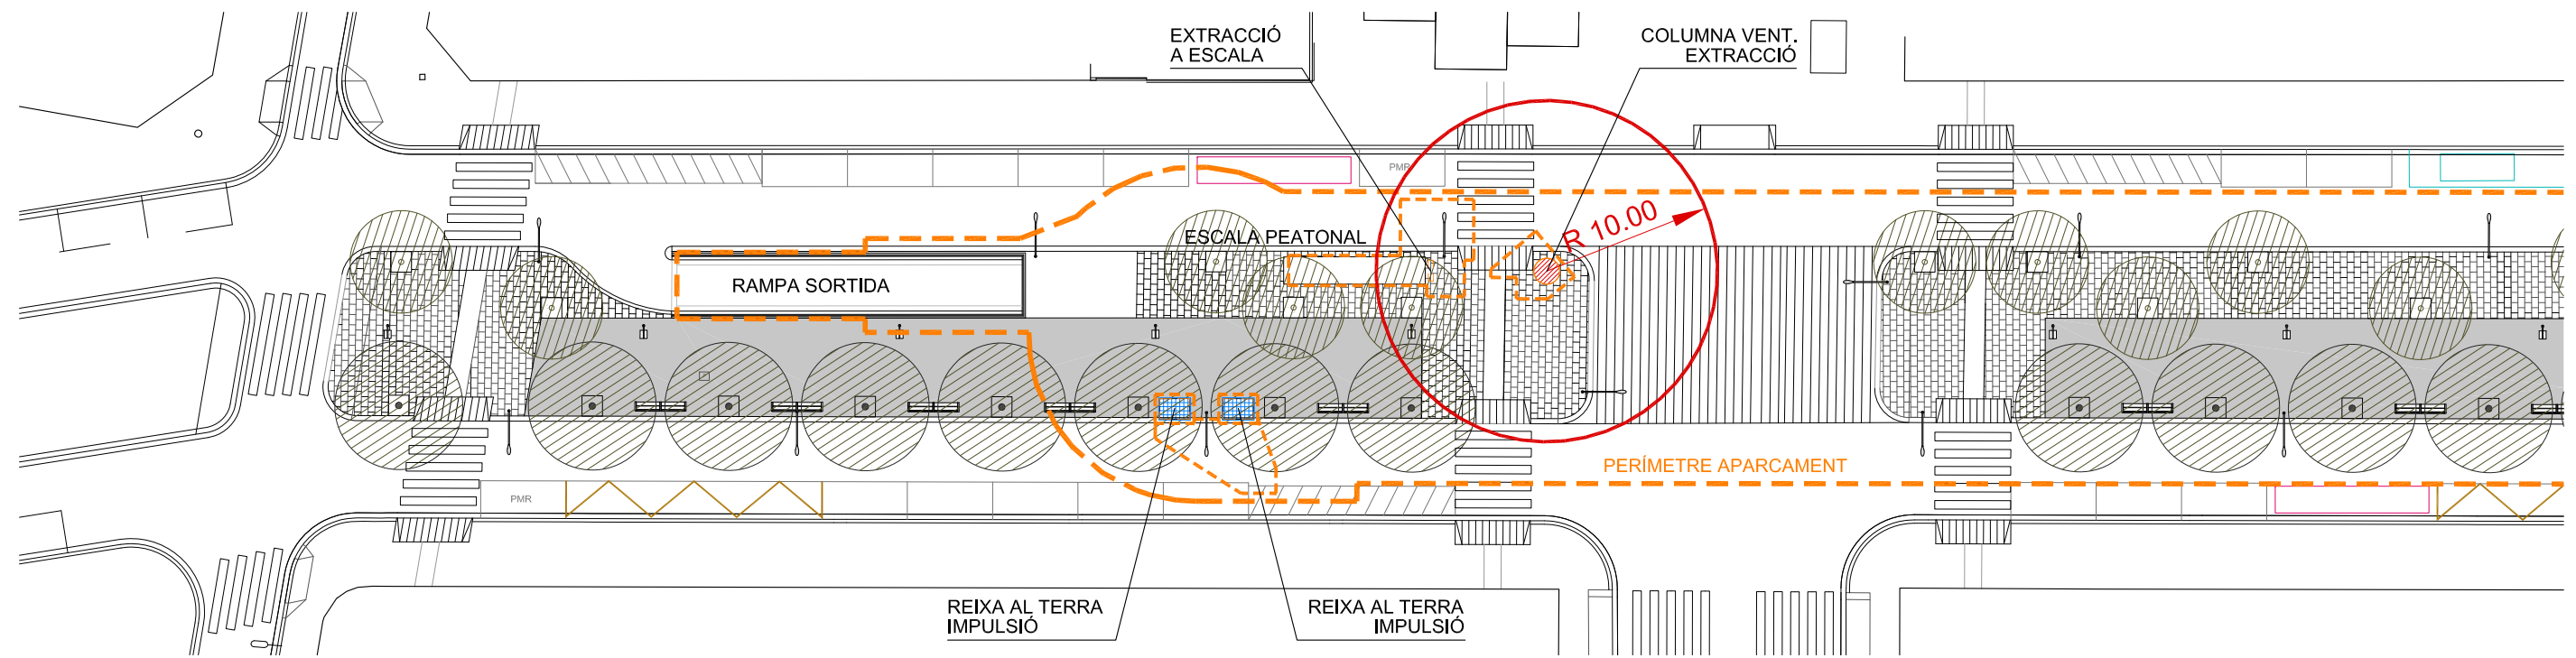 EXTRACCIÓ
A ESCALA
COLUMNA VENT.
EXTRACCIÓ
PMR
R 10.00
ESCALA PEATONAL
RAMPA SORTIDA
PERÍMETRE APARCAMENT
PMR
REIXA AL TERRA
IMPULSIÓ
REIXA AL TERRA
IMPULSIÓ